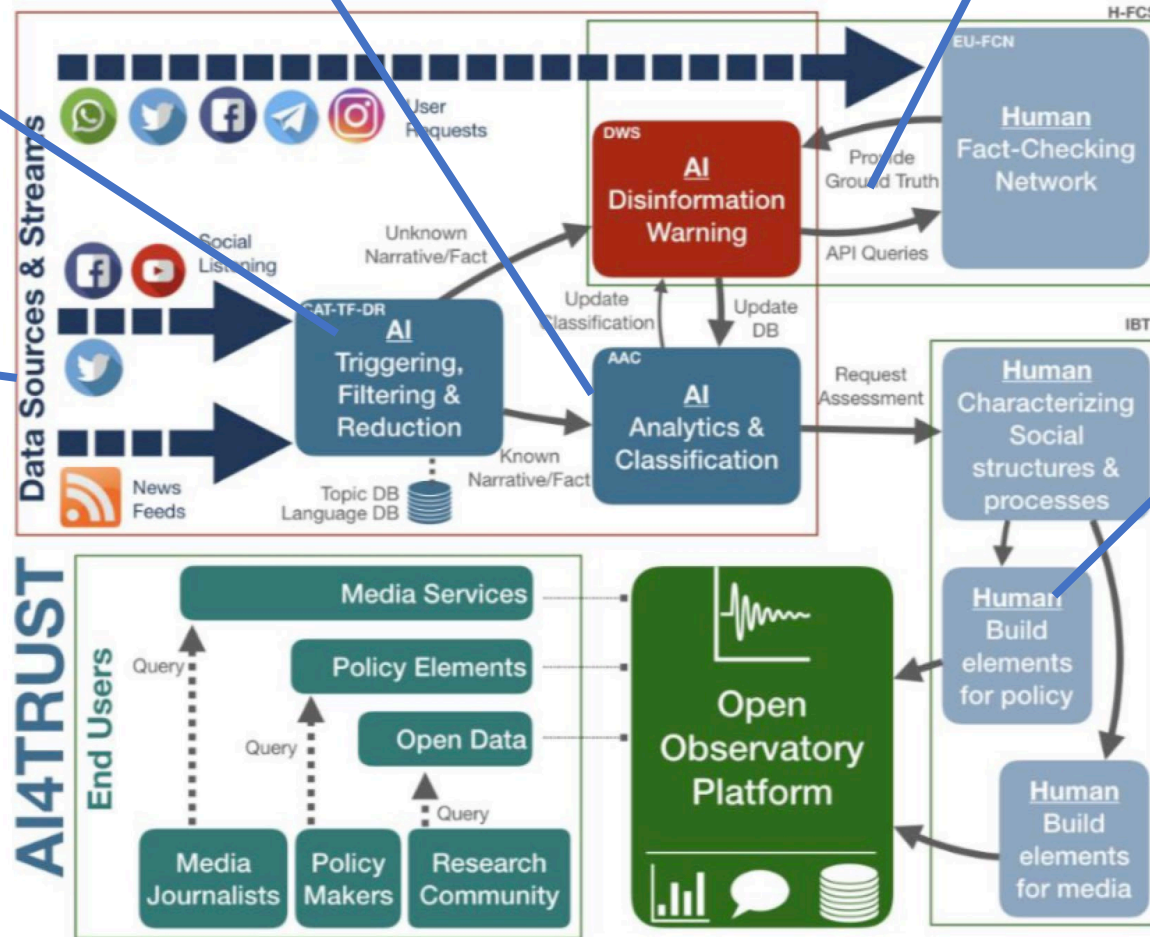 H-FCS
EU-FCN
Human
Fact-Checking
Network
User
Requests
DWS
AI
Disinformation
Warning
Provide
Ground Truth
API Queries
Data Sources & Streams
Social
Listening
Unknown
Narrative/Fact
CAT-TF-DR
AI
Triggering,
Filtering &
Reduction
Update
Classification
Update
DB
AAC
AI
Analytics &
Classification
Known
Narrative/Fact
Topic DB
Language DB
News
Feeds
Request
Assessment
IBT
Human
Characterizing
Social
structures &
processes
Human
Build
elements
for policy
Human
Build
elements
for media
AI4TRUST
End Users
Media Services
Policy Elements
Open Data
Query
Query
Query
Media
Journalists
Policy
Makers
Research
Community
Open
Observatory
Platform